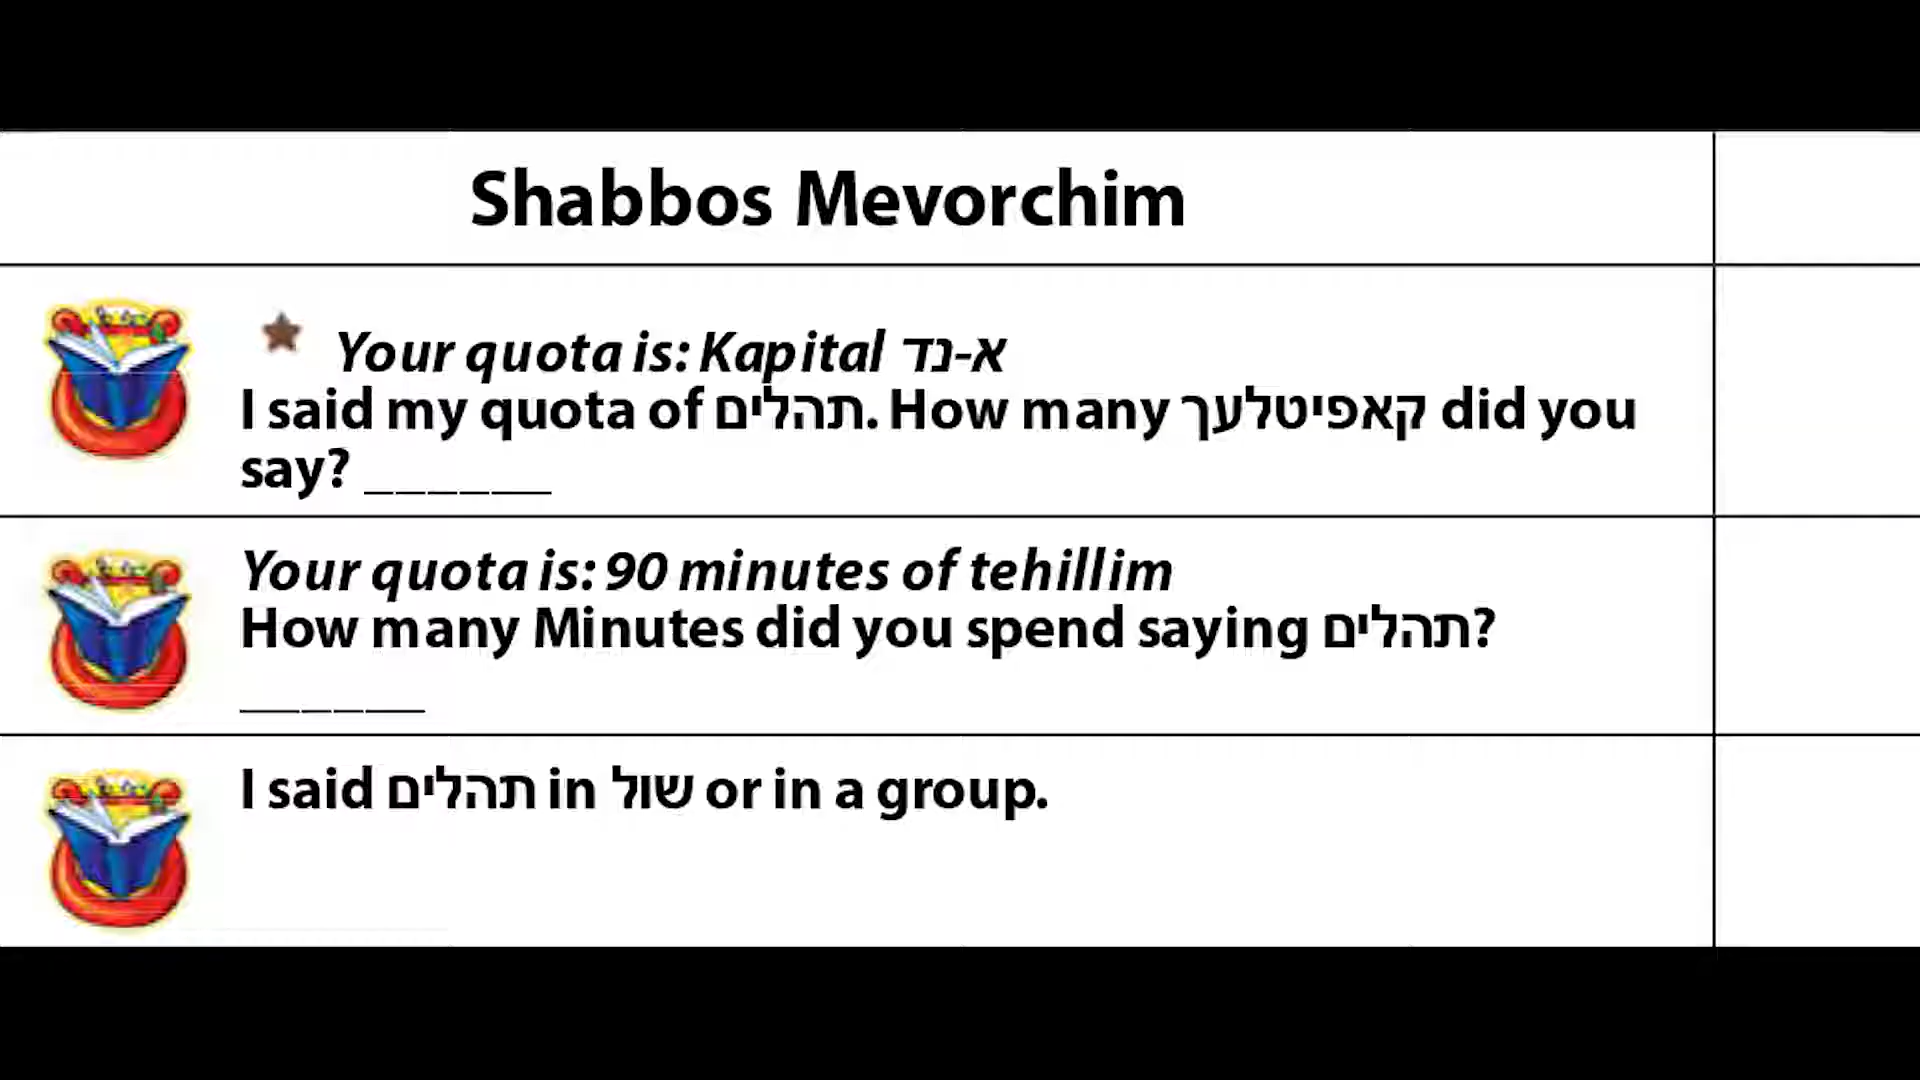 Shabbos Mevorchim
Your quota is: Kapital א-נד
I said my quota of תהלים. How many קאפיטלעך did you
say? ______
Your quota is: 90 minutes of tehillim
How many Minutes did you spend saying תהלים?
______
I said תהלים in שול or in a group.